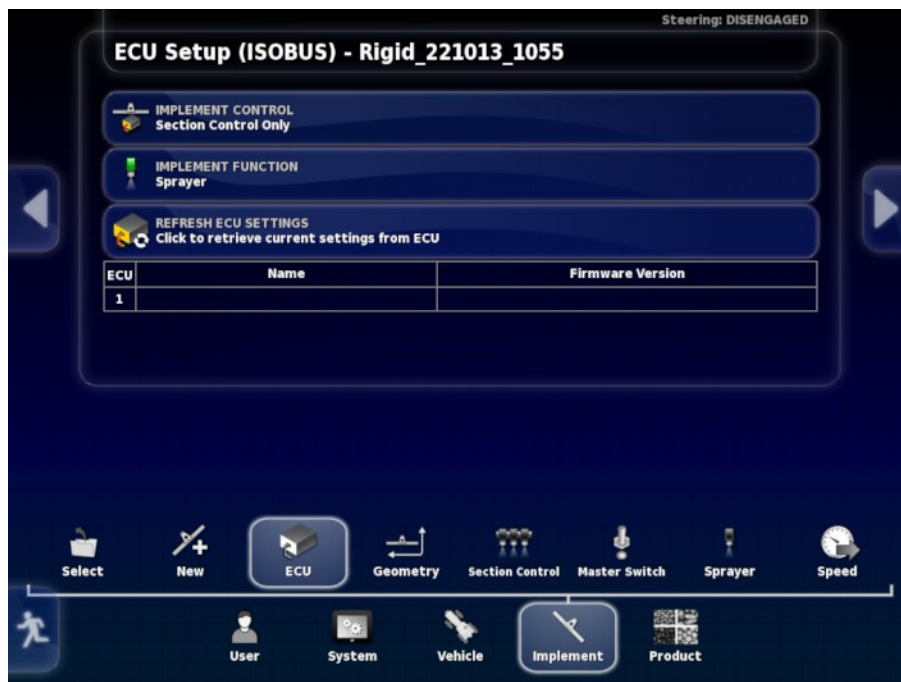 Steering: DISENGAGED
ECU Setup (ISOBUS) - Rigid_221013_1055
IMPLEMENT CONTROL
Section Control Only
IMPLEMENT FUNCTION
Sprayer
REFRESH ECU SETTINGS
Click to retrieve current settings from ECU
ECU Name Firmware Version
1
Select New ECU Geometry Section Control Master Switch Sprayer Speed
User System Vehicle Implement Product